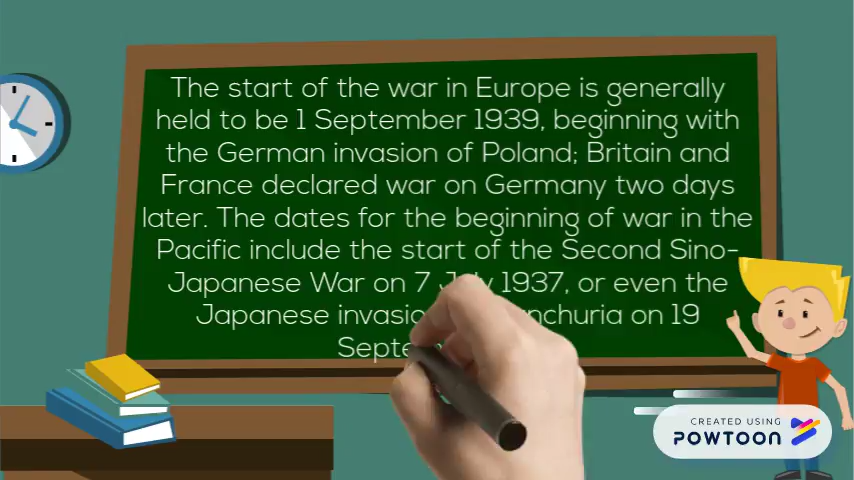 The start of the war in Europe is generally
held to be 1 September 1939, beginning with
the German invasion of Poland; Britain and
France declared war on Germany two days
later. The dates for the beginning of war in the
Pacific include the start of the Second Sino-
Japanese War on 7 July 1937, or even the
Japanese on 19
CREATED USING
POWTOON